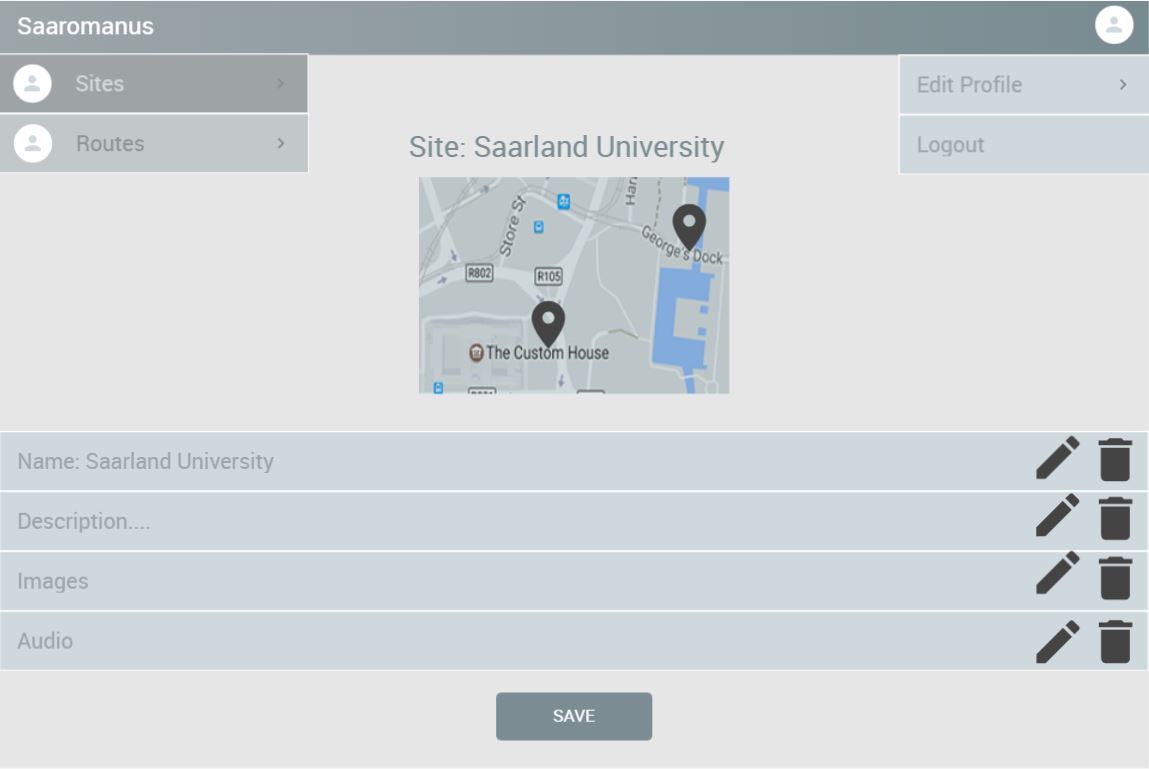 Saaromanus
Sites
Edit Profile
Routes
Logout
Site: Saarland University
Store St
George's Dock
R802
R105
The Custom House
Name: Saarland University
Description....
Images
Audio
SAVE